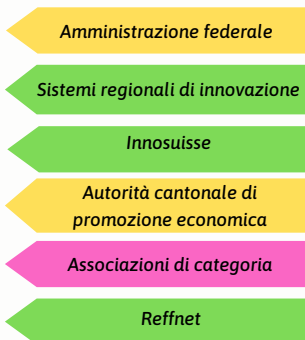 Amministrazione federale
Sistemi regionali di innovazione
Innosuisse
Autorità cantonale di
promozione economica
Associazioni di categoria
Reffnet